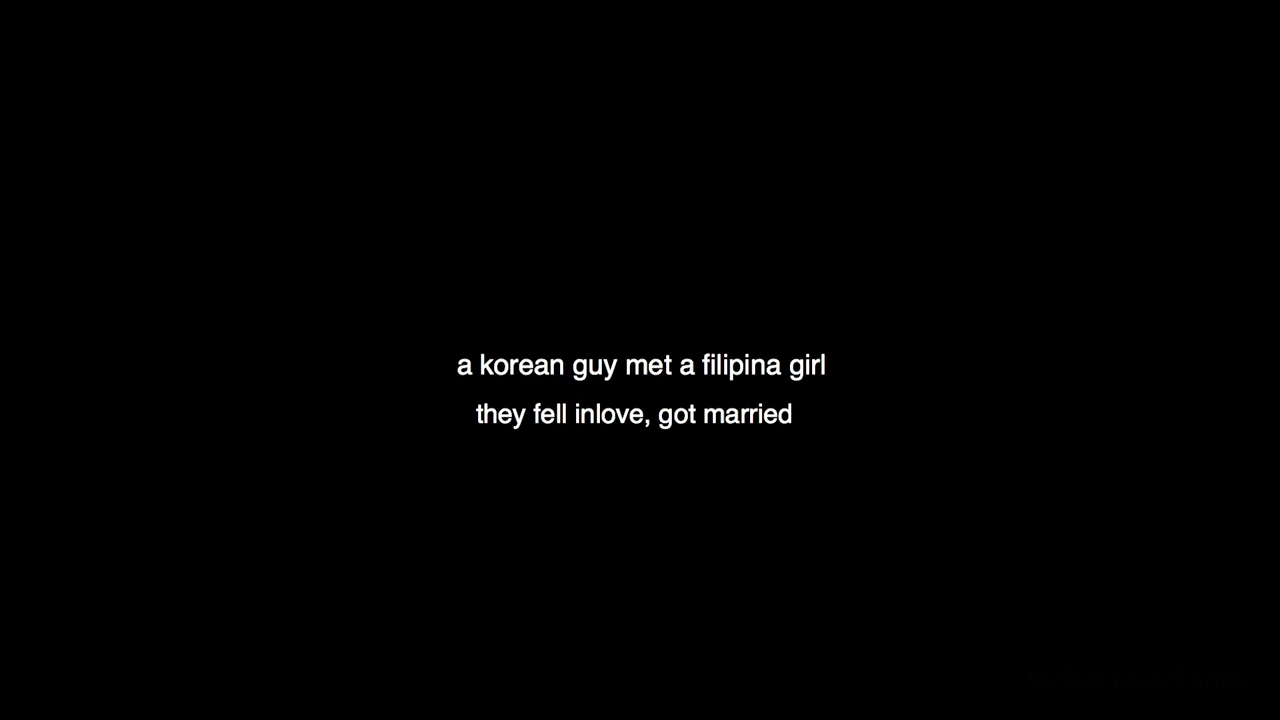 a korean guy met a filipina girl
they fell inlove, got married